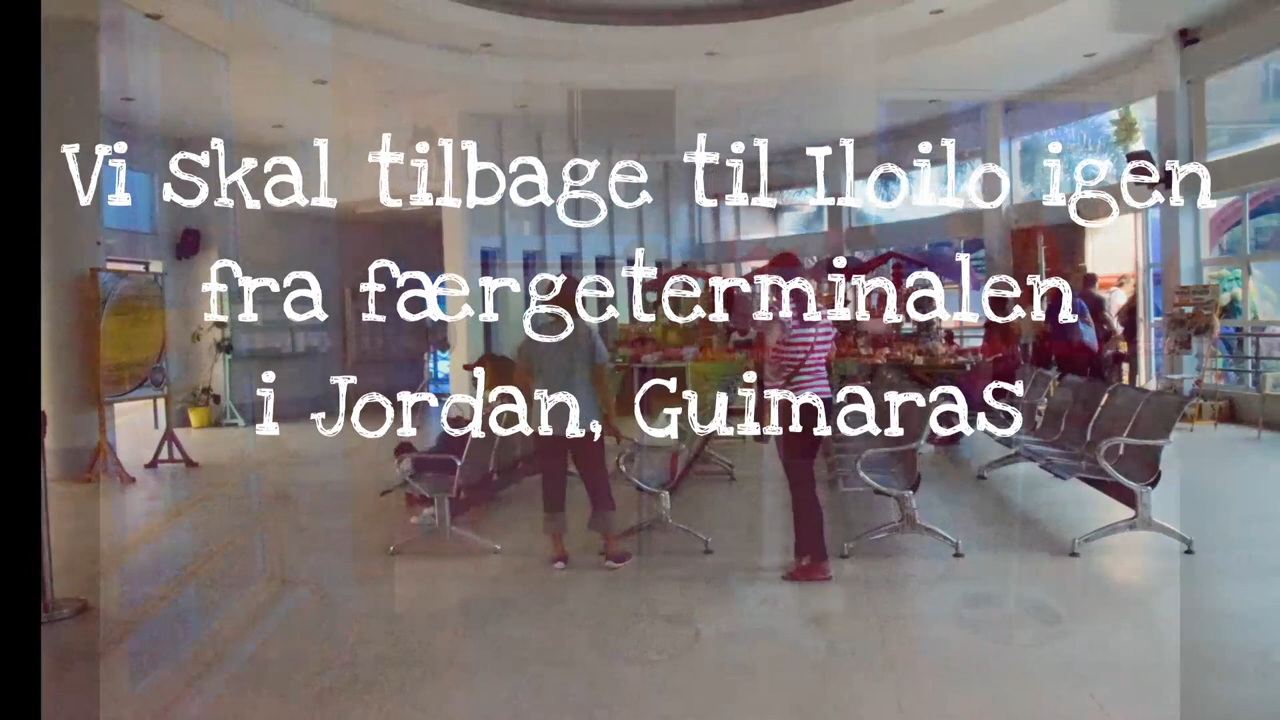 Vi skal tilbage til Iloilo igen
fra færgeterminalen
i Jordan, Guimaras